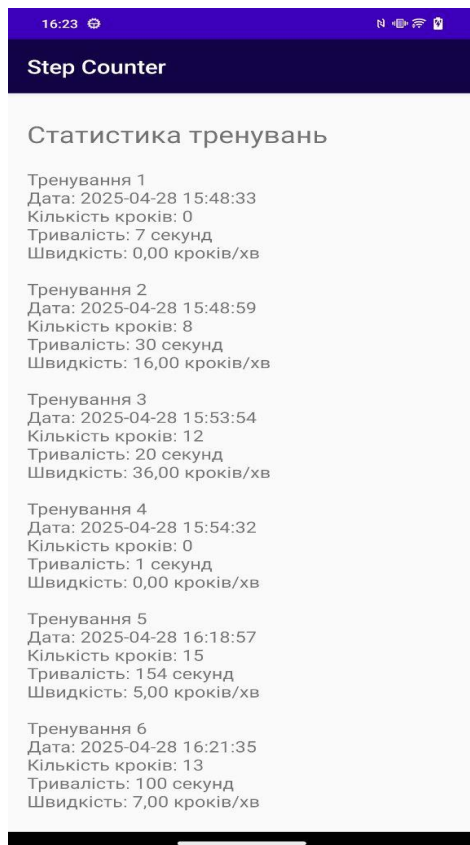 16:23
Step Counter
Статистика тренувань
Тренування 1
Дата: 2025-04-28 15:48:33
Кількість кроків: 0
Тривалість: 7 секунд
Швидкість: 0,00 кроків/хв
Тренування 2
Дата: 2025-04-28 15:48:59
Кількість кроків: 8
Тривалість: 30 секунд
Швидкість: 16,00 кроків/хв
Тренування 3
Дата: 2025-04-28 15:53:54
Кількість кроків: 12
Тривалість: 20 секунд
Швидкість: 36,00 кроків/хв
Тренування 4
Дата: 2025-04-28 15:54:32
Кількість кроків: 0
Тривалість: 1 секунд
Швидкість: 0,00 кроків/хв
Тренування 5
Дата: 2025-04-28 16:18:57
Кількість кроків: 15
Тривалість: 154 секунд
Швидкість: 5,00 кроків/хв
Тренування 6
Дата: 2025-04-28 16:21:35
Кількість кроків: 13
Тривалість: 100 секунд
Швидкість: 7,00 кроків/хв